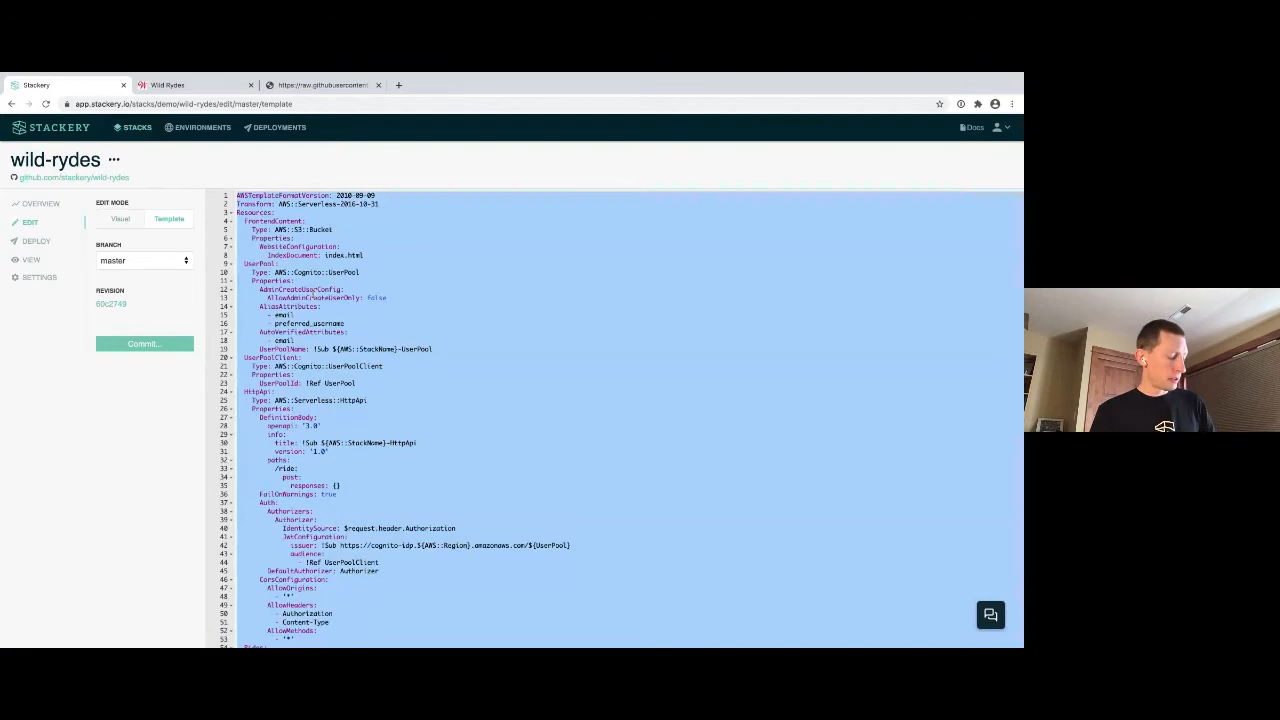 Stackery
Wild Rydes
https://raw.githubusercontent
app.stackery.io/stacks/demo/wild-rydes/edit/master/template
STACKERY
STACKS
ENVIRONMENTS
DEPLOYMENTS
Docs
wild-rydes ···
github.com/stackery/wild-rydes
OVERVIEW
EDIT
DEPLOY
VIEW
SETTINGS
EDIT MODE
Visual
Template
BRANCH
master
REVISION
60c2749
Commit...
1 AWSTemplateFormatVersion: 2010-09-09
2 Transform: AWS::Serverless-2016-10-31
3 Resources:
4 FrontendContent:
5 Type: AWS::S3::Bucket
6 Properties:
7 WebsiteConfiguration:
8 IndexDocument: index.html
9 UserPool:
10 Type: AWS::Cognito::UserPool
11 Properties:
12 AdminCreateUserConfig:
13 AllowAdminCreateUserOnly: false
14 AliasAttributes:
15 - email
16 - preferred_username
17 AutoVerifiedAttributes:
18 - email
19 UserPoolName: !Sub ${AWS::StackName}-UserPool
20 UserPoolClient:
21 Type: AWS::Cognito::UserPoolClient
22 Properties:
23 UserPoolId: !Ref UserPool
24 HttpApi:
25 Type: AWS::Serverless::HttpApi
26 Properties:
27 DefinitionBody:
28 openapi: '3.0'
29 info:
30 title: !Sub ${AWS::StackName}-HttpApi
31 version: '1.0'
32 paths:
33 /ride:
34 post:
35 responses: {}
36 FailOnWarnings: true
37 Auth:
38 Authorizers:
39 Authorizer:
40 IdentitySource: $request.header.Authorization
41 JwtConfiguration:
42 issuer: !Sub https://cognito-idp.${AWS::Region}.amazonaws.com/${UserPool}
43 audience:
44 - !Ref UserPoolClient
45 DefaultAuthorizer: Authorizer
46 CorsConfiguration:
47 AllowOrigins:
48 - '*'
49 AllowHeaders:
50 - Authorization
51 - Content-Type
52 AllowMethods:
53 - '*'
54 Rides: